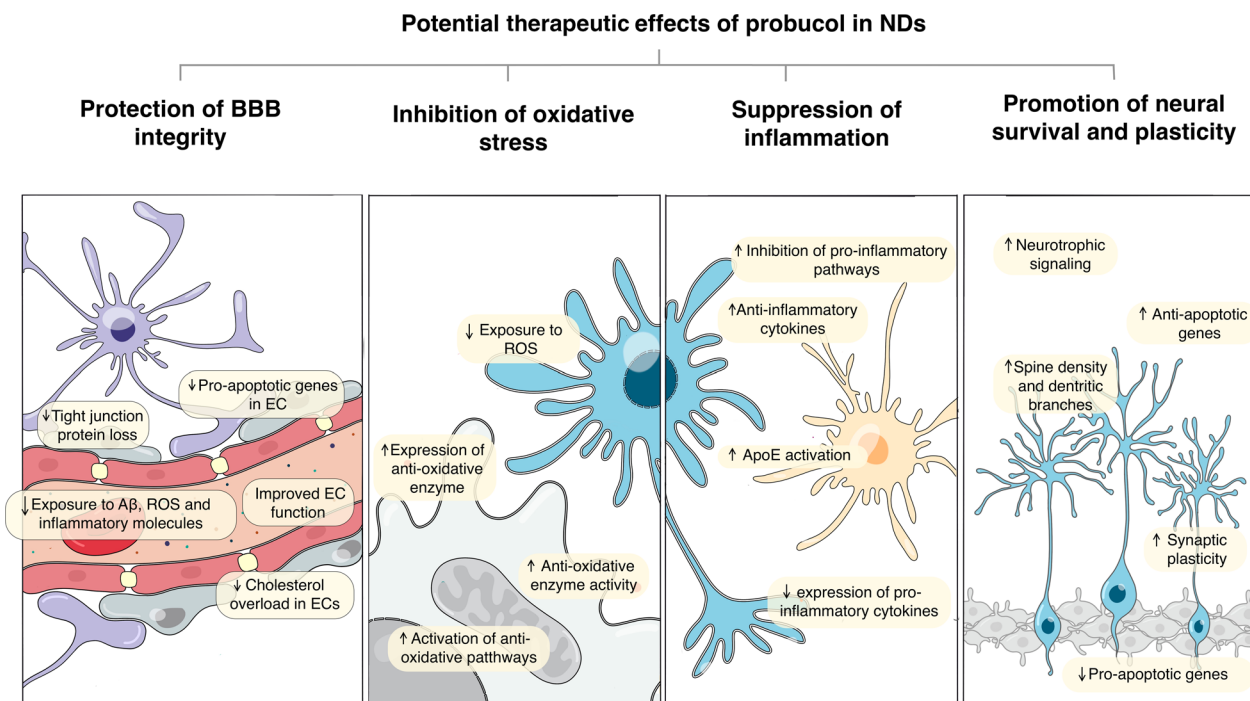 Potential therapeutic effects of probucol in NDs
Protection of BBB
integrity
Inhibition of oxidative
stress
Suppression of
inflammation
Promotion of neural
survival and plasticity
↓Pro-apoptotic genes
in EC
↓Tight junction
protein loss
↓Exposure to Aβ, ROS and
inflammatory molecules
Improved EC
function
↓ Cholesterol
overload in ECs
↓ Exposure to
ROS
↑Expression of
anti-oxidative
enzyme
↑ Anti-oxidative
enzyme activity
↑ Activation of anti-
oxidative patthways
↑ Inhibition of pro-inflammatory
pathways
↑Anti-inflammatory
cytokines
↑ ApoE activation
↓ expression of pro-
inflammatory cytokines
↑ Neurotrophic
signaling
↑ Anti-apoptotic
genes
↑Spine density
and dentritic
branches
↑ Synaptic
plasticity
↓Pro-apoptotic genes